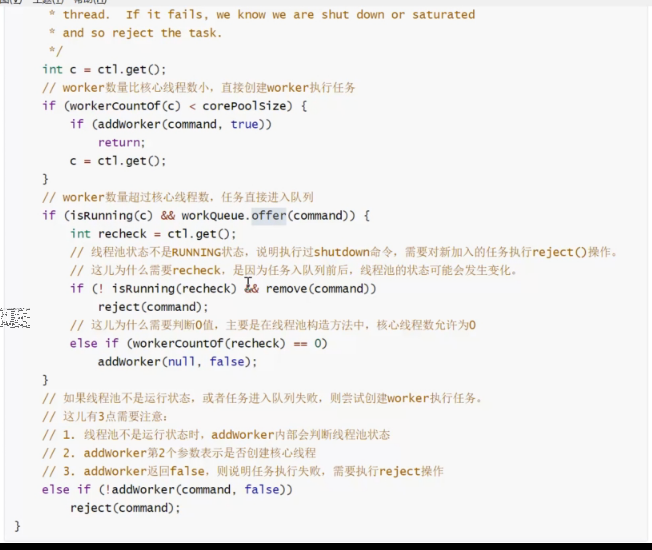 * thread.  If it fails, we know we are shut down or saturated
* and so reject the task.
*/
int c = ctl.get();
// worker数量比核心线程数小，直接创建worker执行任务
if (workerCountOf(c) < corePoolSize) {
if (addWorker(command, true))
return;
c = ctl.get();
}
// worker数量超过核心线程数，任务直接进入队列
if (isRunning(c) && workQueue.offer(command)) {
int recheck = ctl.get();
// 线程池状态不是RUNNING状态，说明执行过shutdown命令，需要对新加入的任务执行reject()操作。
// 这儿为什么需要recheck，是因为任务入队列前后，线程池的状态可能会发生变化。
if (! isRunning(recheck) && remove(command))
reject(command);
// 这儿为什么需要判断0值，主要是在线程池构造方法中，核心线程数允许为0
else if (workerCountOf(recheck) == 0)
addWorker(null, false);
}
// 如果线程池不是运行状态，或者任务进入队列失败，则尝试创建worker执行任务。
// 这儿有3点需要注意：
// 1. 线程池不是运行状态时，addWorker内部会判断线程池状态
// 2. addWorker第2个参数表示是否创建核心线程
// 3. addWorker返回false，则说明任务执行失败，需要执行reject操作
else if (!addWorker(command, false))
reject(command);
}